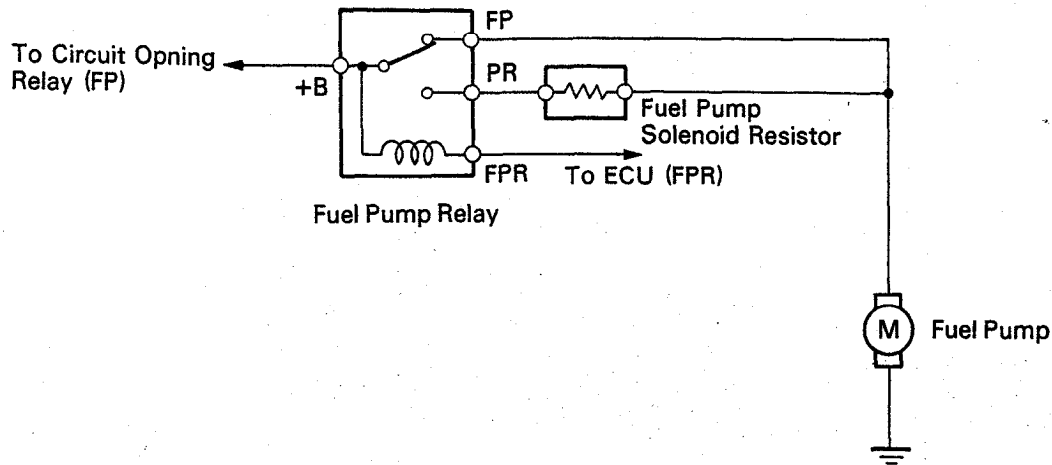 FP
To Circuit Opning
Relay (FP)
+B
PR
Fuel Pump
Solenoid Resistor
FPR
To ECU (FPR)
Fuel Pump Relay
M
Fuel Pump